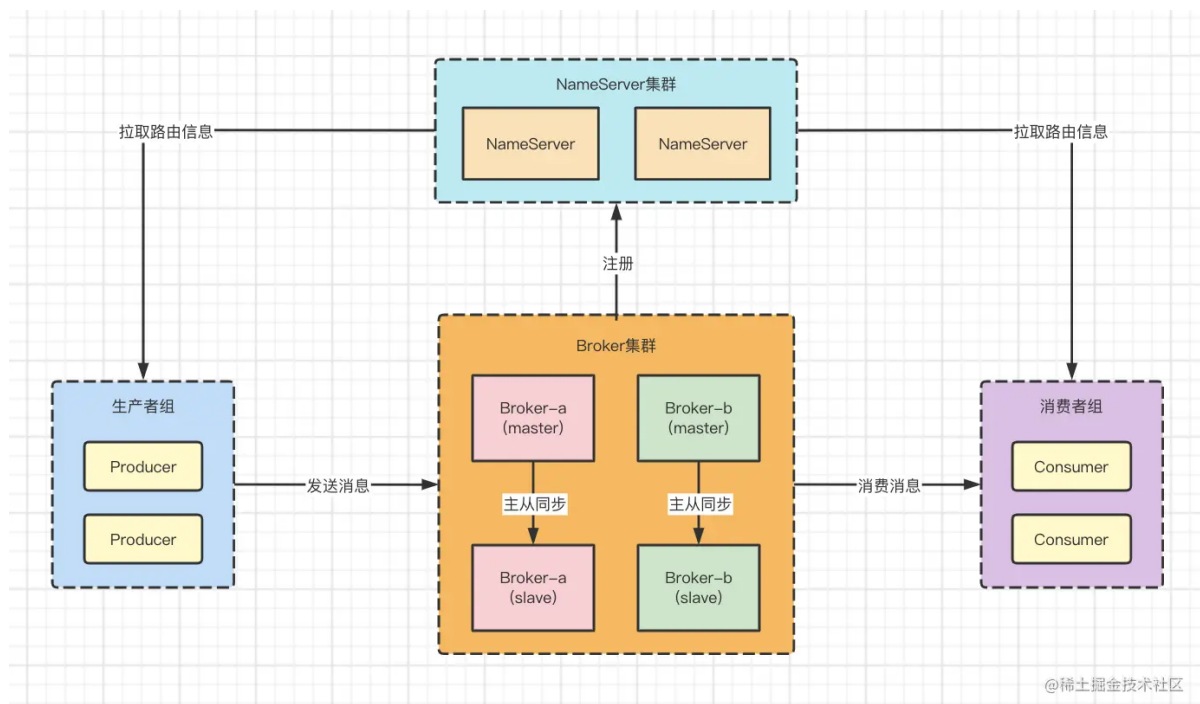 NameServer集群
NameServer
NameServer
拉取路由信息
拉取路由信息
注册
Broker集群
生产者组
Producer
Producer
发送消息
Broker-a
(master)
Broker-b
(master)
主从同步
主从同步
Broker-a
(slave)
Broker-b
(slave)
消费消息
消费者组
Consumer
Consumer
@稀土掘金技术社区